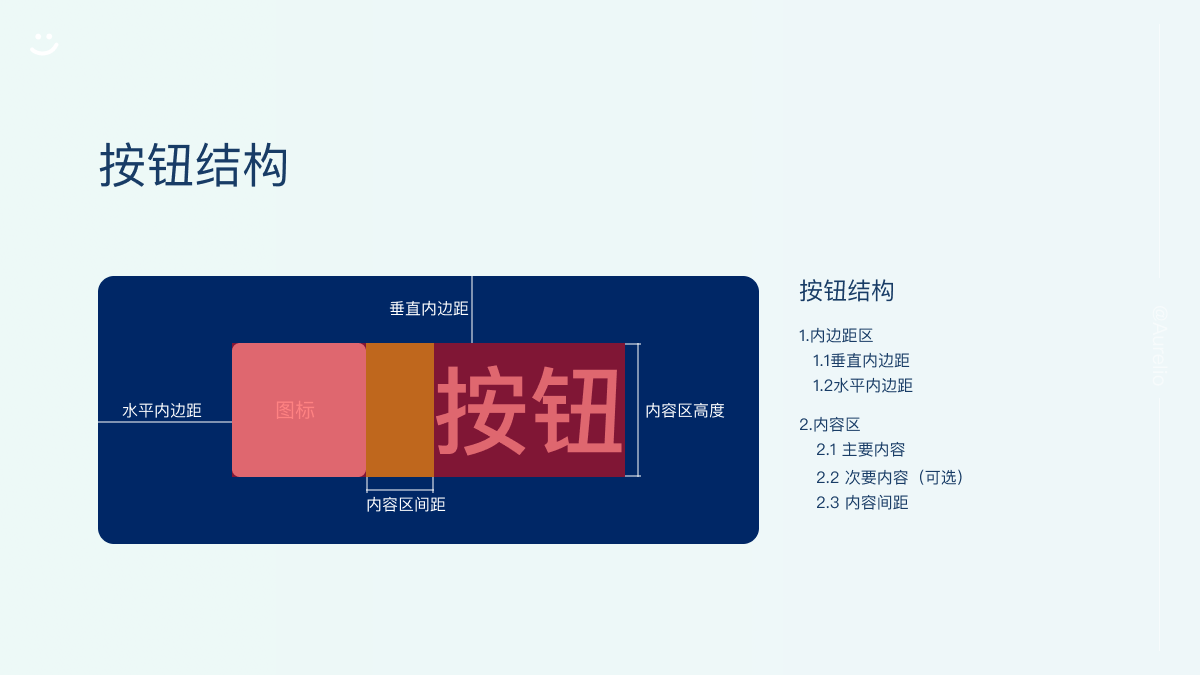 按钮结构
垂直内边距
水平内边距
图标
按钮
内容区高度
内容区间距
按钮结构
1.内边距区
1.1垂直内边距
1.2水平内边距
2.内容区
2.1 主要内容
2.2 次要内容（可选）
2.3 内容间距